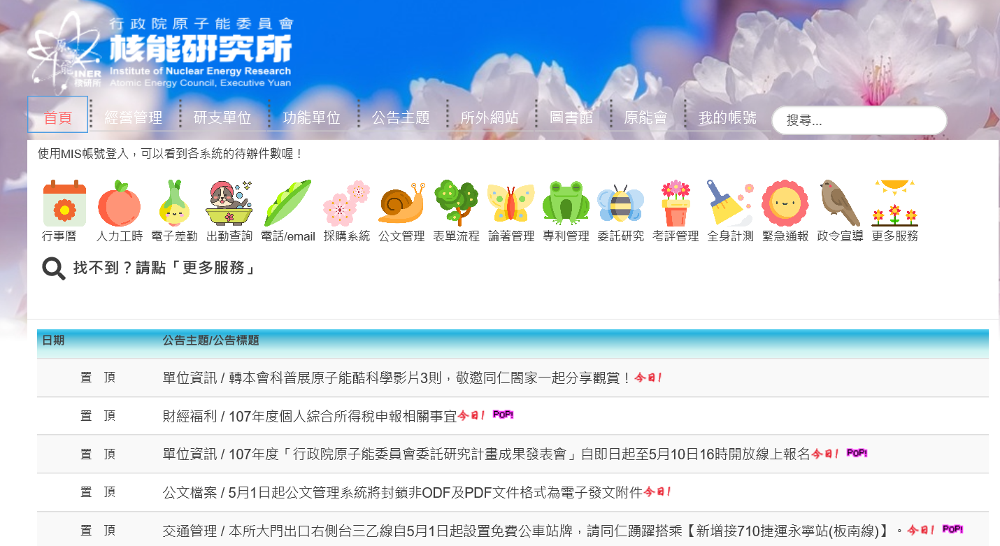 行政院原子能委員會
核能研究所
Institute of Nuclear Energy Research
Atomic Energy Council, Executive Yuan
原子能
INER
核研所
首頁 經營管理 研支單位 功能單位 公告主題 所外網站 圖書館 原能會 我的帳號 搜尋...
使用MIS帳號登入，可以看到各系統的待辦件數喔！
行事曆 人力工時 電子差勤 出勤查詢 電話/email 採購系統 公文管理 表單流程 論著管理 專利管理 委託研究 考評管理 全身計測 緊急通報 政令宣導 更多服務
找不到？請點「更多服務」
日期 公告主題/公告標題
置 頂 單位資訊 / 轉本會科普展原子能酷科學影片3則，敬邀同仁閤家一起分享觀賞！今日!
置 頂 財經福利 / 107年度個人綜合所得稅申報相關事宜今日! POP!
置 頂 單位資訊 / 107年度「行政院原子能委員會委託研究計畫成果發表會」自即日起至5月10日16時開放線上報名今日! POP!
置 頂 公文檔案 / 5月1日起公文管理系統將封鎖非ODF及PDF文件格式為電子發文附件今日!
置 頂 交通管理 / 本所大門出口右側台三乙線自5月1日起設置免費公車站牌，請同仁踴躍搭乘【新增接710捷運永寧站(板南線)】。今日! POP!